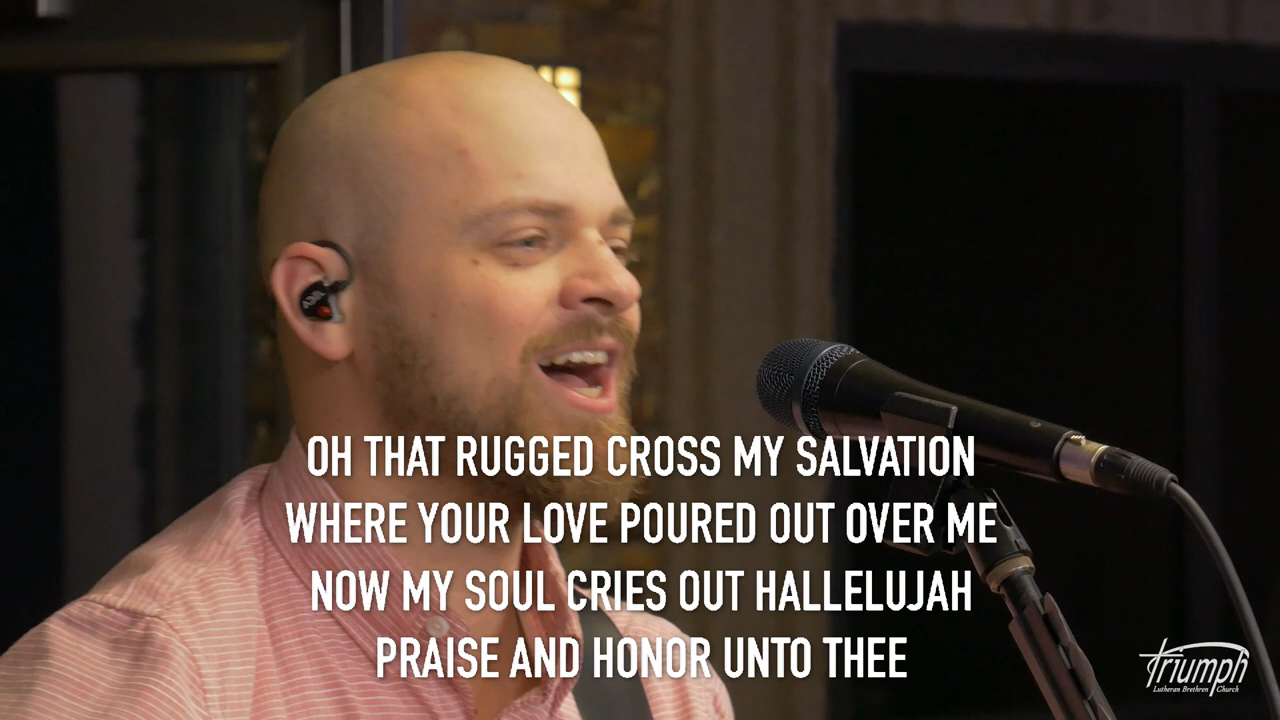 OH THAT RUGGED CROSS MY SALVATION
WHERE YOUR LOVE POURED OUT OVER ME
NOW MY SOUL CRIES OUT HALLELUJAH
PRAISE AND HONOR UNTO THEE
Triumph
Lutheran Brethren Church